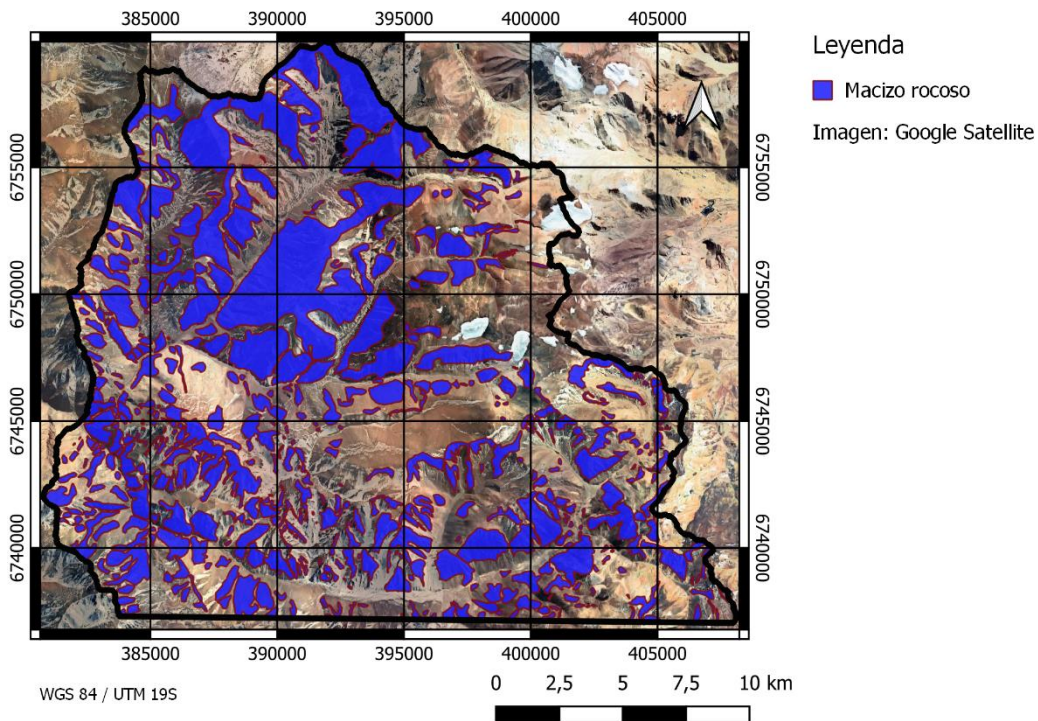 385000 390000 395000 400000 405000
6755000 6755000
6750000 6750000
6745000 6745000
6740000 6740000
385000 390000 395000 400000 405000
Leyenda
Macizo rocoso
Imagen: Google Satellite
WGS 84 / UTM 19S
0 2,5 5 7,5 10 km